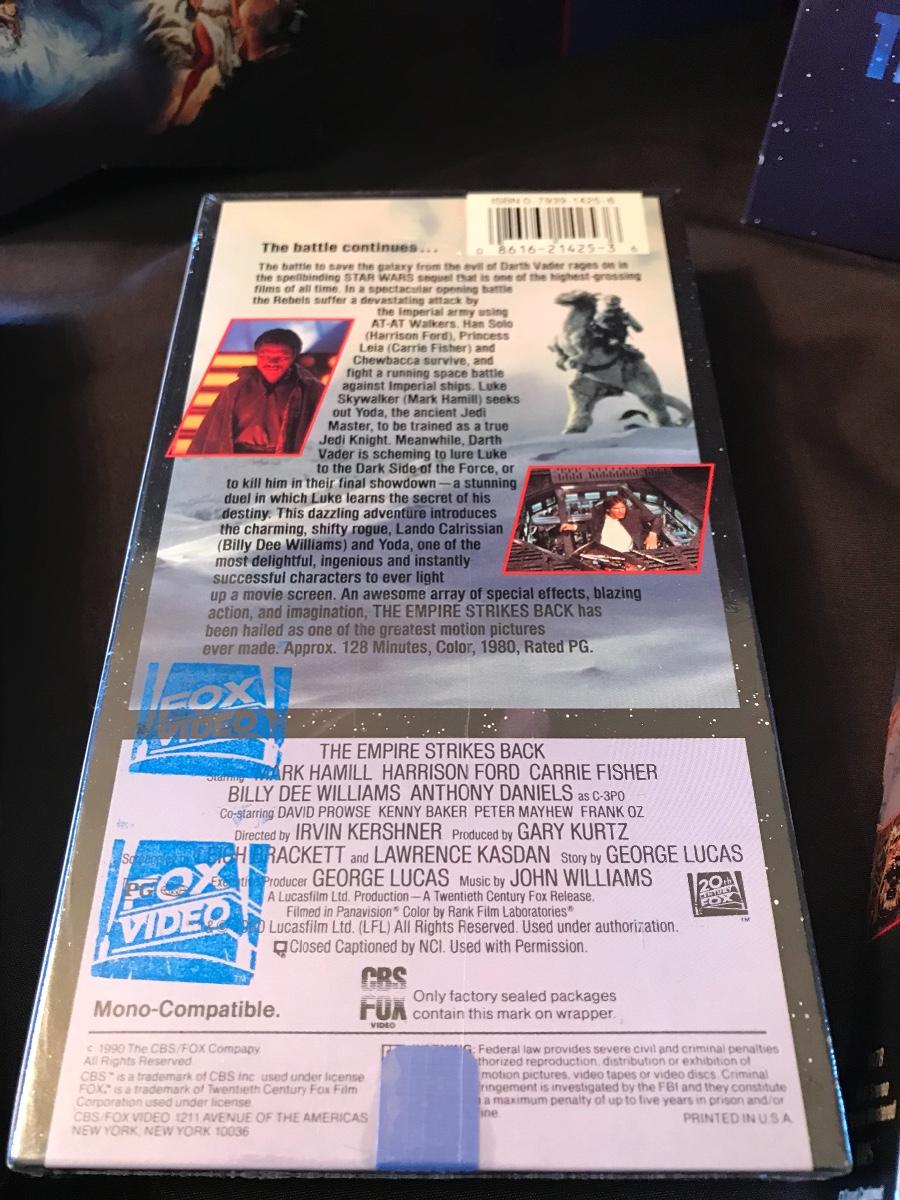 ISBN 0-7939-1425-6
0 8616-21425-3 6
The battle continues...
The battle to save the galaxy from the evil of Darth Vader rages on in
the spellbinding STAR WARS sequel that is one of the highest-grossing
films of all time. In a spectacular opening battle
the Rebels suffer a devastating attack by
the Imperial army using
AT-AT Walkers. Han Solo
(Harrison Ford), Princess
Leia (Carrie Fisher) and
Chewbacca survive, and
fight a running space battle
against Imperial ships. Luke
Skywalker (Mark Hamill) seeks
out Yoda, the ancient Jedi
Master, to be trained as a true
Jedi Knight. Meanwhile, Darth
Vader is scheming to lure Luke
to the Dark Side of the Force, or
to kill him in their final showdown—a stunning
duel in which Luke learns the secret of his
destiny. This dazzling adventure introduces
the charming, shifty rogue, Lando Calrissian
(Billy Dee Williams) and Yoda, one of the
most delightful, ingenious and instantly
successful characters to ever light
up a movie screen. An awesome array of special effects, blazing
action, and imagination, THE EMPIRE STRIKES BACK has
been hailed as one of the greatest motion pictures
ever made. Approx. 128 Minutes, Color, 1980, Rated PG.
FOX
VIDEO
THE EMPIRE STRIKES BACK
Starring MARK HAMILL HARRISON FORD CARRIE FISHER
BILLY DEE WILLIAMS ANTHONY DANIELS as C-3PO
Co-starring DAVID PROWSE KENNY BAKER PETER MAYHEW FRANK OZ
Directed by IRVIN KERSHNER Produced by GARY KURTZ
BRACKETT and LAWRENCE KASDAN Story by GEORGE LUCAS
Producer GEORGE LUCAS Music by JOHN WILLIAMS
PG
FOX
VIDEO
TM
20TH
CENTURY
FOX
TM
A Lucasfilm Ltd. Production—A Twentieth Century Fox Release.
Filmed in Panavision® Color by Rank Film Laboratories®
Lucasfilm Ltd. (LFL) All Rights Reserved. Used under authorization.
Closed Captioned by NCI. Used with Permission.
Mono-Compatible.
CBS
FOX
VIDEO
Only factory sealed packages
contain this mark on wrapper.
c 1990 The CBS/FOX Company
All Rights Reserved
CBS™ is a trademark of CBS Inc. used under license
FOX™ is a trademark of Twentieth Century Fox Film
Corporation used under license.
CBS/FOX VIDEO 1211 AVENUE OF THE AMERICAS
NEW YORK, NEW YORK 10036
: Federal law provides severe civil and criminal penalties
reproduction, distribution or exhibition of
motion pictures, video tapes or video discs. Criminal
is investigated by the FBI and they constitute
a maximum penalty of up to five years in prison and/or
PRINTED IN U.S.A.